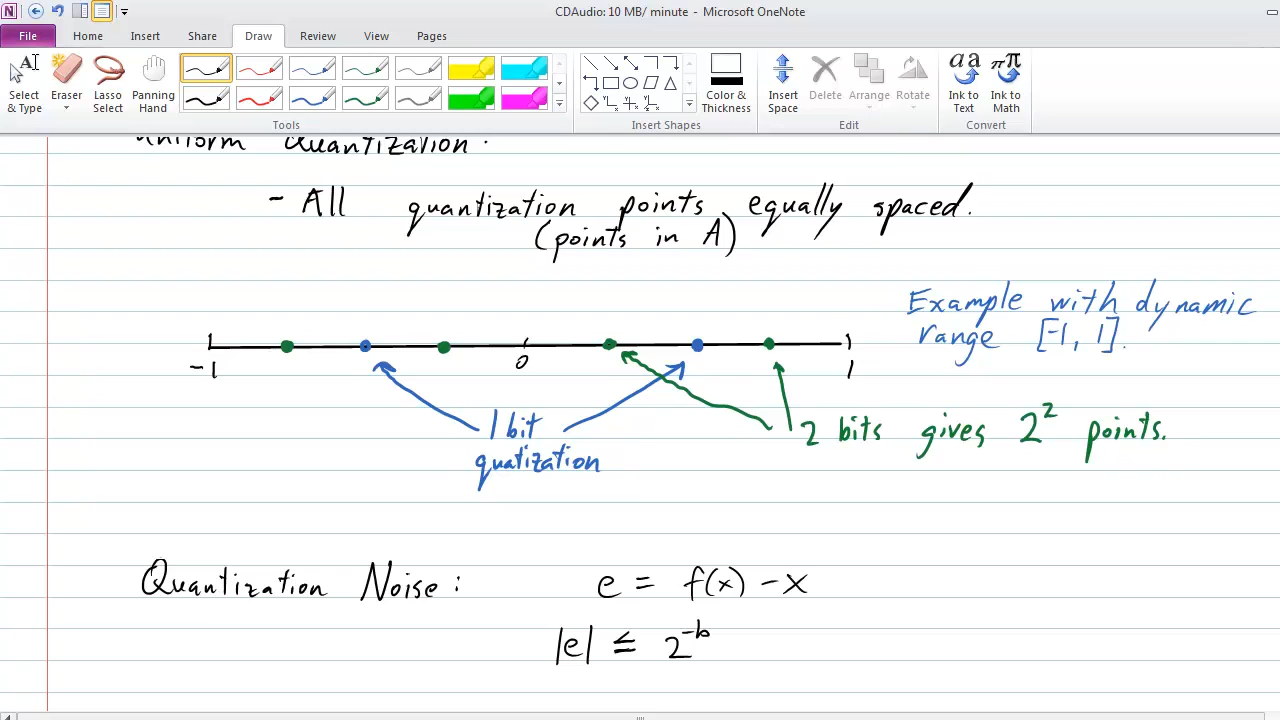 CDAudio: 10 MB/ minute - Microsoft OneNote
File Home Insert Share Draw Review View Pages
A
Select & Type
Eraser
Lasso Select
Panning Hand
Color & Thickness
Insert Space
Delete
Arrange
Rotate
Ink to Text
Ink to Math
Tools Insert Shapes Edit Convert
Uniform Quantization:
- All quantization points equally spaced.
(points in A)
Example with dynamic
range [-1, 1].
-1 0 1
1 bit
quatization
2 bits gives 2² points.
Quantization Noise: e = f(x) - x
|e| ≤ 2^-b